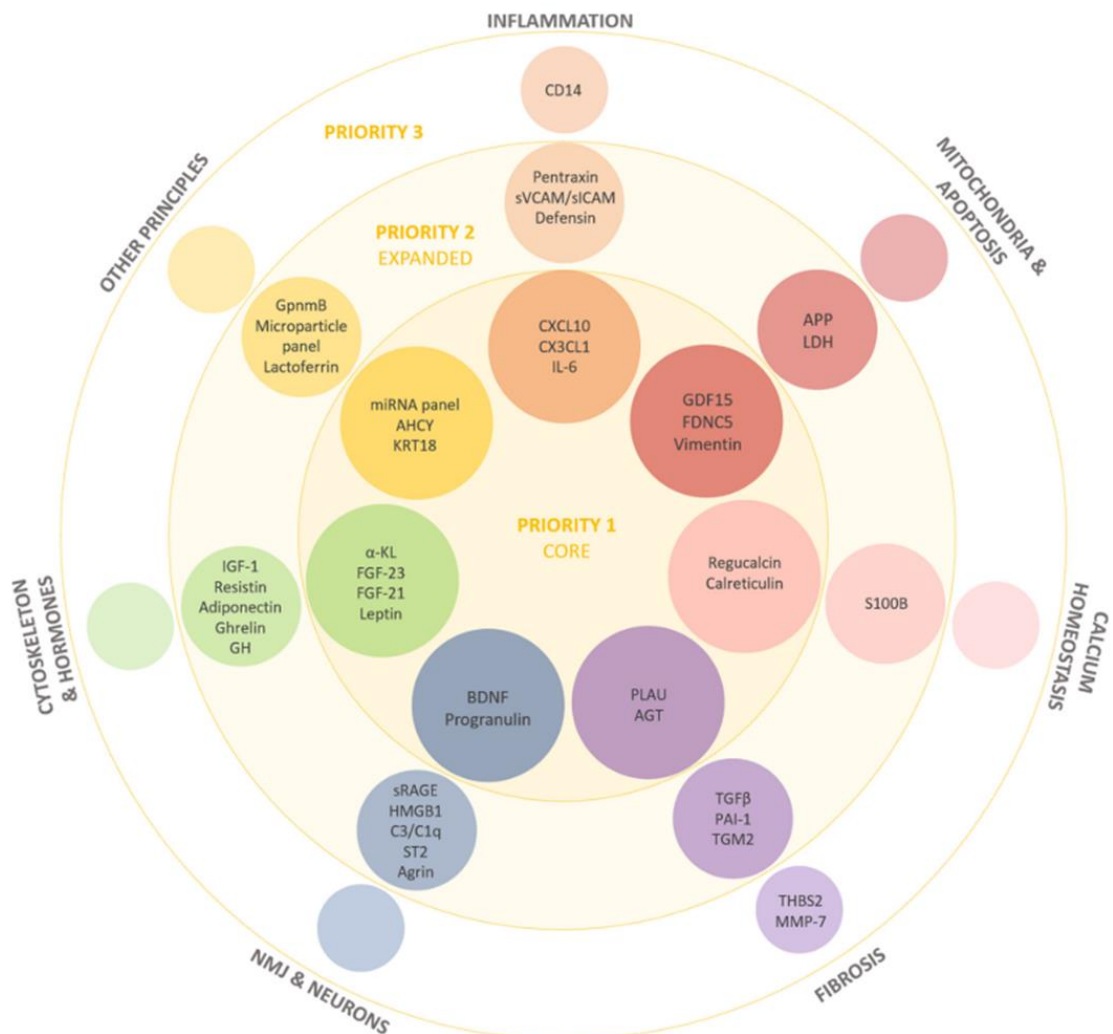 INFLAMMATION
CD14
PRIORITY 3
Pentraxin
sVCAM/sICAM
Defensin
PRIORITY 2
EXPANDED
CXCL10
CX3CL1
IL-6
MITOCHONDRIA &
APOPTOSIS
APP
LDH
GDF15
FDNC5
Vimentin
PRIORITY 1
CORE
Regucalcin
Calreticulin
S100B
CALCIUM
HOMEOSTASIS
PLAU
AGT
TGFβ
PAI-1
TGM2
THBS2
MMP-7
FIBROSIS
BDNF
Progranulin
sRAGE
HMGB1
C3/C1q
ST2
Agrin
NMJ & NEURONS
α-KL
FGF-23
FGF-21
Leptin
IGF-1
Resistin
Adiponectin
Ghrelin
GH
CYTOSKELETON
& HORMONES
miRNA panel
AHCY
KRT18
GpnmB
Microparticle
panel
Lactoferrin
OTHER PRINCIPLES